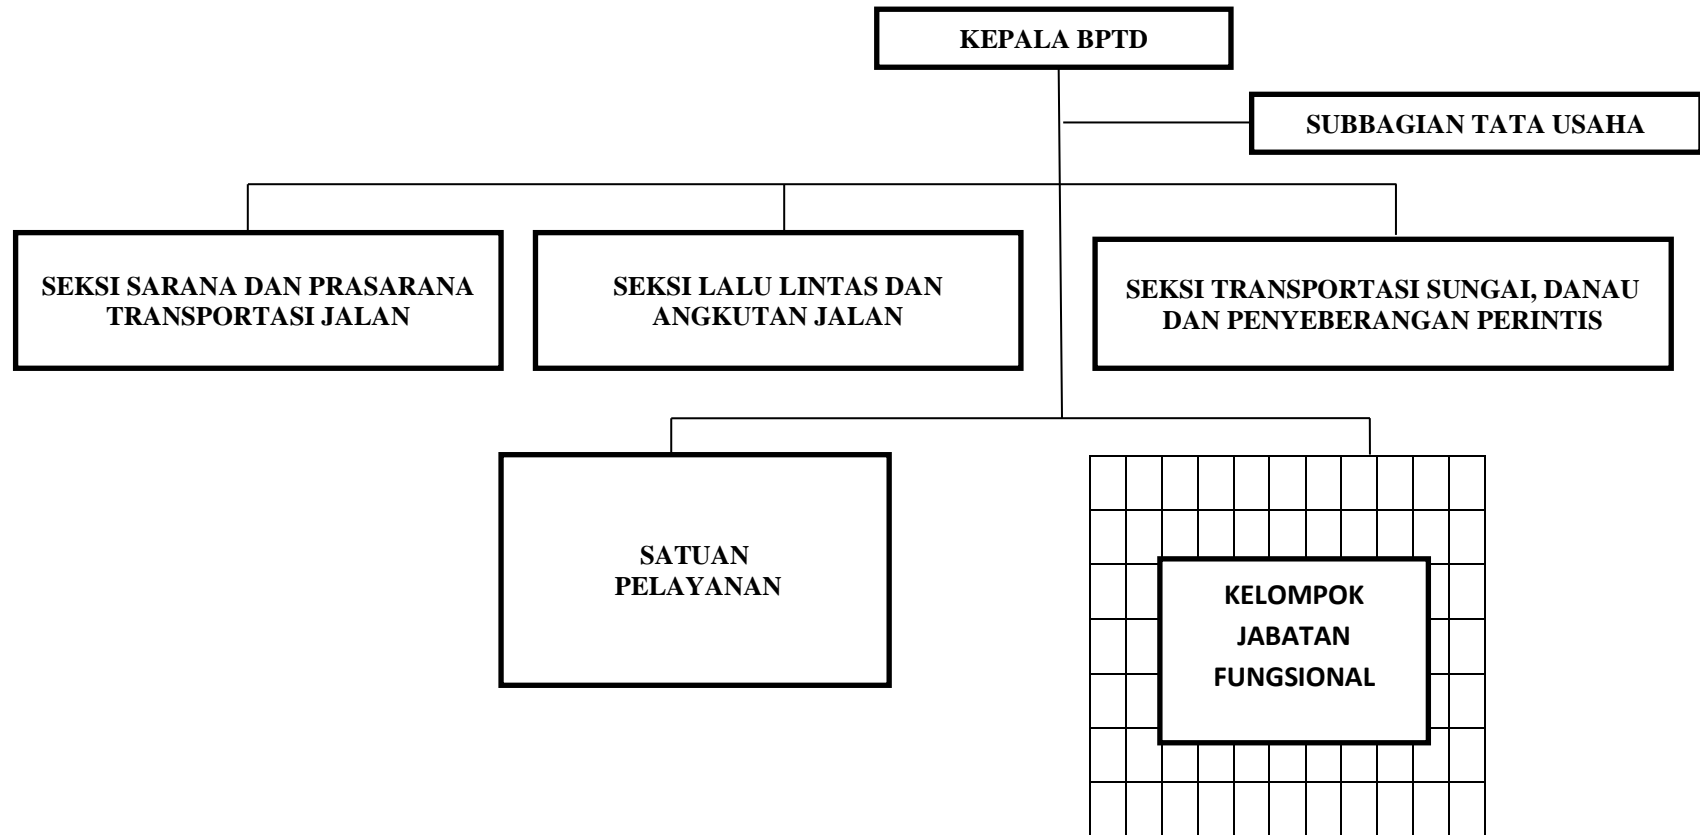 KEPALA BPTD
SUBBAGIAN TATA USAHA
SEKSI SARANA DAN PRASARANA
TRANSPORTASI JALAN
SEKSI LALU LINTAS DAN
ANGKUTAN JALAN
SEKSI TRANSPORTASI SUNGAI, DANAU
DAN PENYEBERANGAN PERINTIS
SATUAN
PELAYANAN
KELOMPOK
JABATAN
FUNGSIONAL